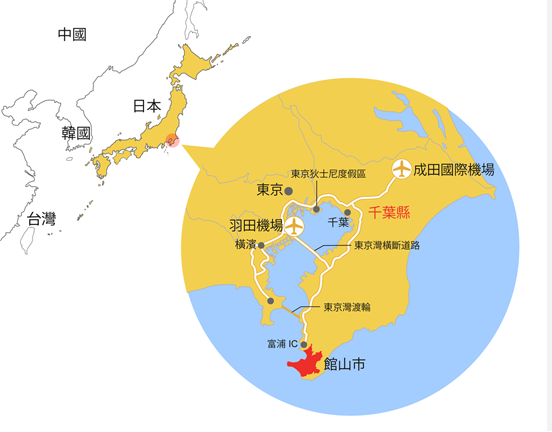 中國
日本
韓國
台灣
東京狄士尼度假區
成田國際機場
東京
千葉縣
千葉
羽田機場
橫濱
東京灣橫斷道路
東京灣渡輪
富浦 IC
館山市